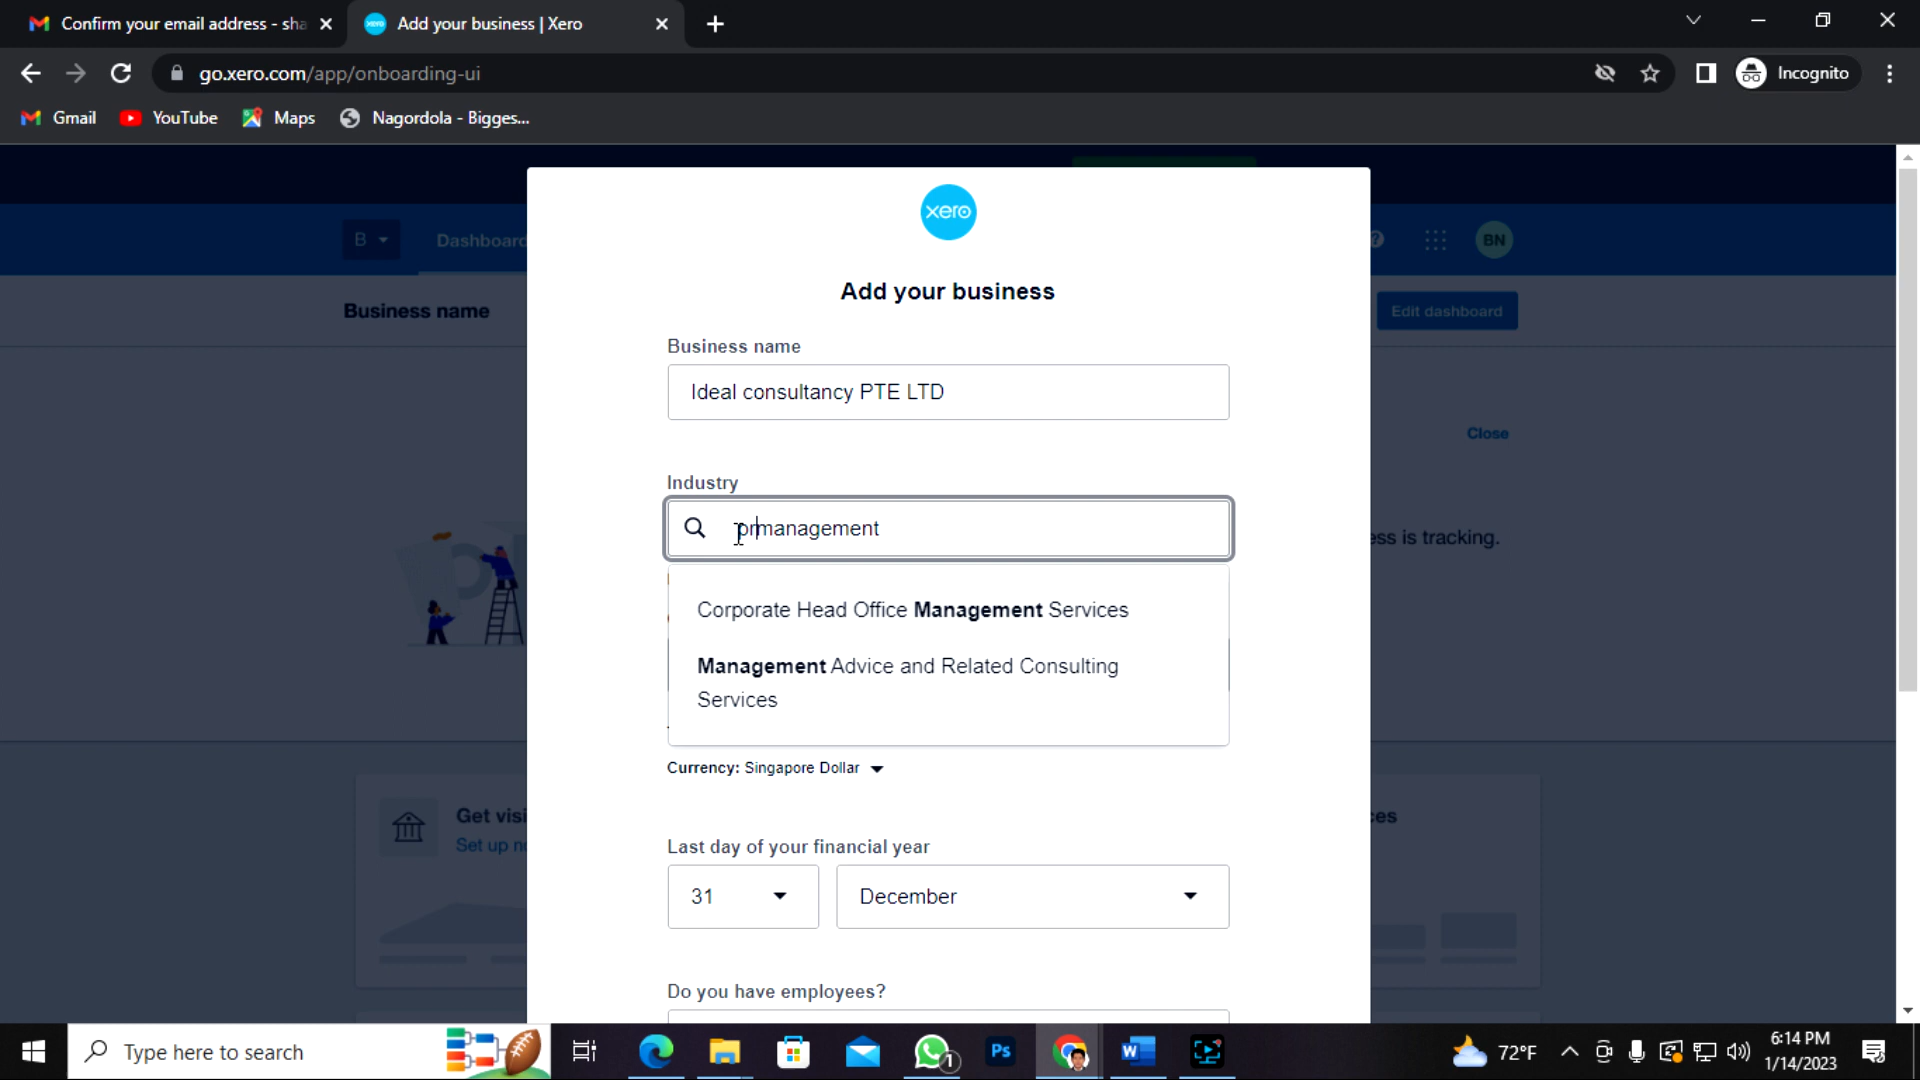 Confirm your email address - sha
Add your business | Xero
go.xero.com/app/onboarding-ui
Incognito
Gmail
YouTube
Maps
Nagordola - Bigges...
xero
B
Dashboard
BN
Add your business
Business name
Edit dashboard
Business name
Ideal consultancy PTE LTD
Close
Industry
prmanagement
ess is tracking.
Corporate Head Office Management Services
Management Advice and Related Consulting
Services
Currency: Singapore Dollar
Get visi
Set up no
ces
Last day of your financial year
31
December
Do you have employees?
Type here to search
1
Ps
W
72°F
6:14 PM
1/14/2023